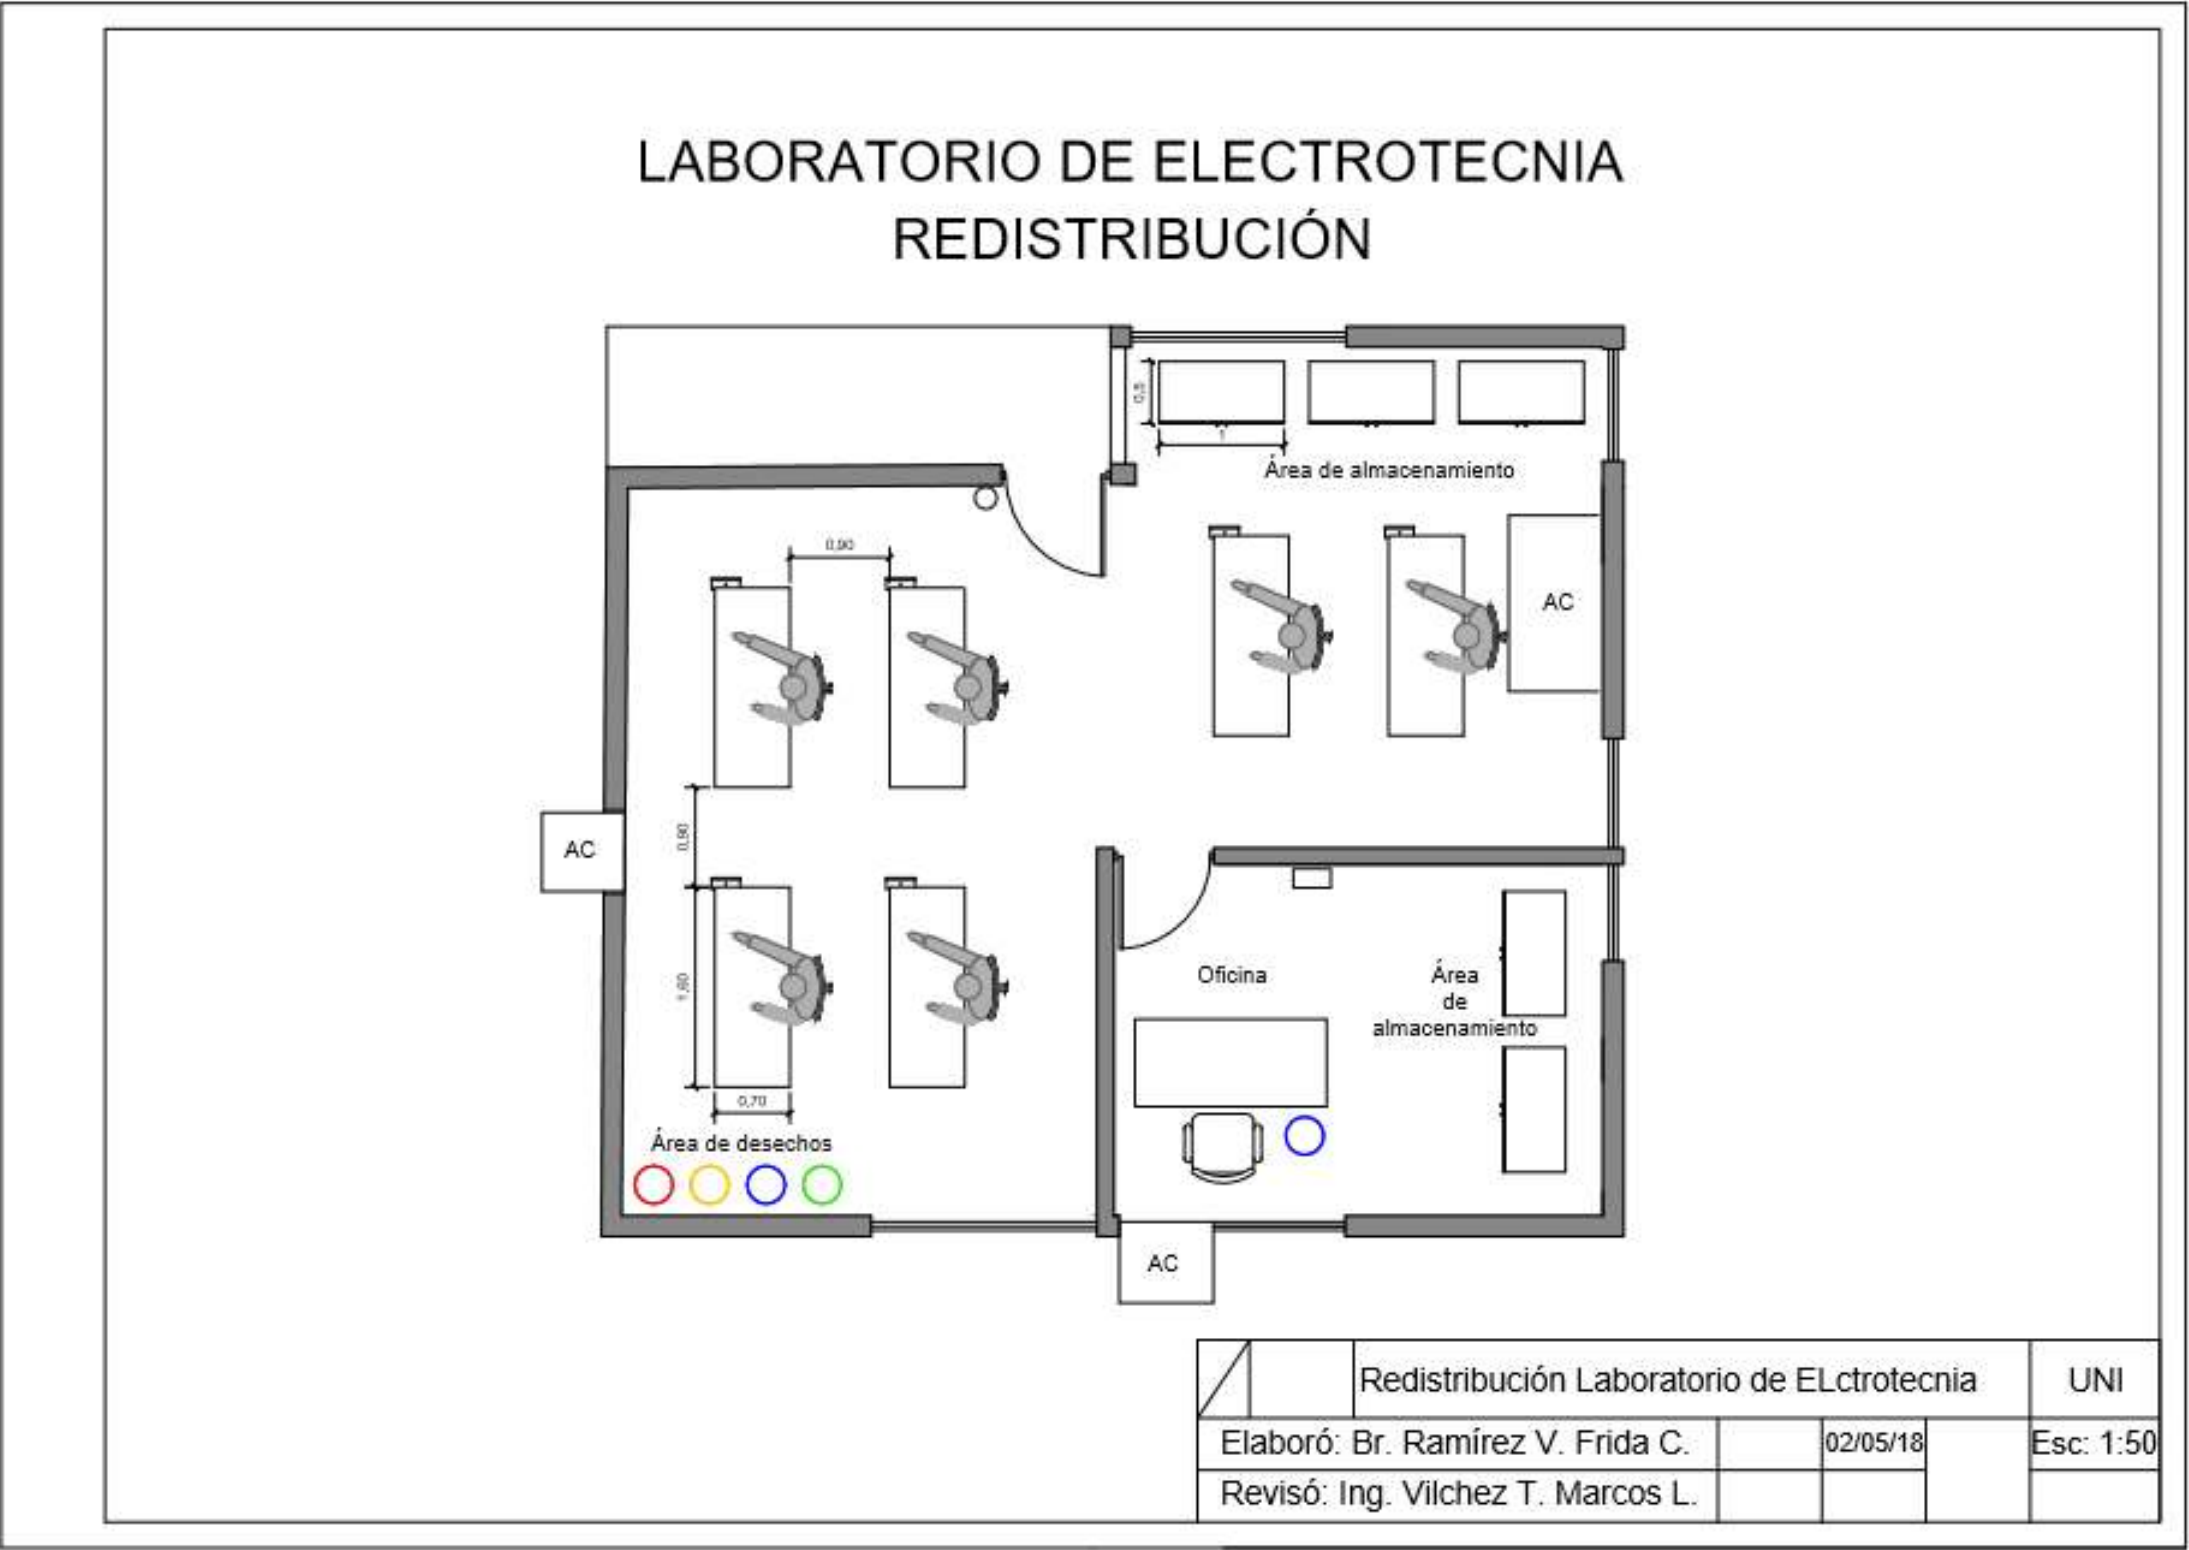 LABORATORIO DE ELECTROTECNIA
REDISTRIBUCIÓN
0,5
1
Área de almacenamiento
0,90
AC
0,90
AC
1,60
Oficina
Área
de
almacenamiento
0,70
Área de desechos
AC
Redistribución Laboratorio de ELctrotecnia
UNI
Elaboró: Br. Ramírez V. Frida C.
02/05/18
Esc: 1:50
Revisó: Ing. Vilchez T. Marcos L.